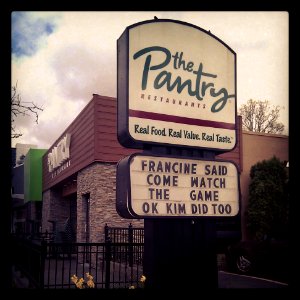 the
Pantry
RESTAURANTS
Real Food. Real Value. Real Taste.
FRANCINE SAID
COME WATCH
THE GAME
OK KIM DID TOO